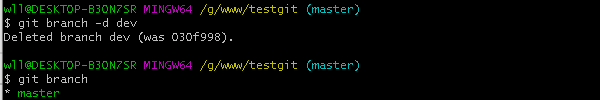 wll@DESKTOP-B3QN7SR MINGW64 /g/www/testgit (master)
$ git branch -d dev
Deleted branch dev (was 030f998).
wll@DESKTOP-B3QN7SR MINGW64 /g/www/testgit (master)
$ git branch
* master